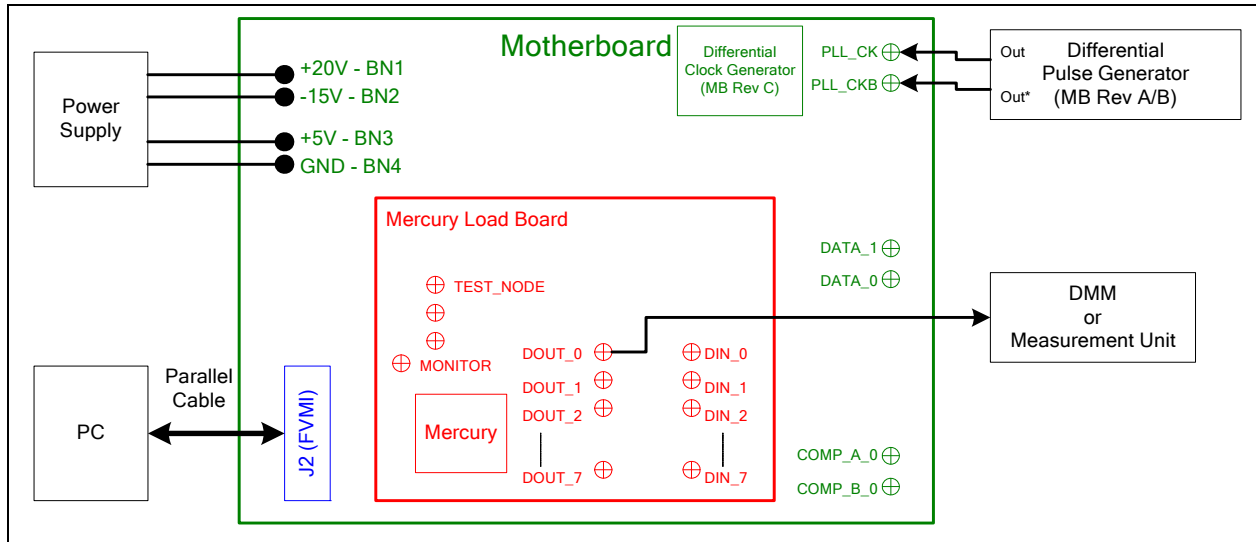 Motherboard
Power
Supply
+20V - BN1
-15V - BN2
+5V - BN3
GND - BN4
Differential
Clock Generator
(MB Rev C)
PLL_CK
PLL_CKB
Out
Out*
Differential
Pulse Generator
(MB Rev A/B)
Mercury Load Board
TEST_NODE
MONITOR
Mercury
DOUT_0
DOUT_1
DOUT_2
DOUT_7
DIN_0
DIN_1
DIN_2
DIN_7
DATA_1
DATA_0
DMM
or
Measurement Unit
COMP_A_0
COMP_B_0
PC
Parallel
Cable
J2 (FVMI)